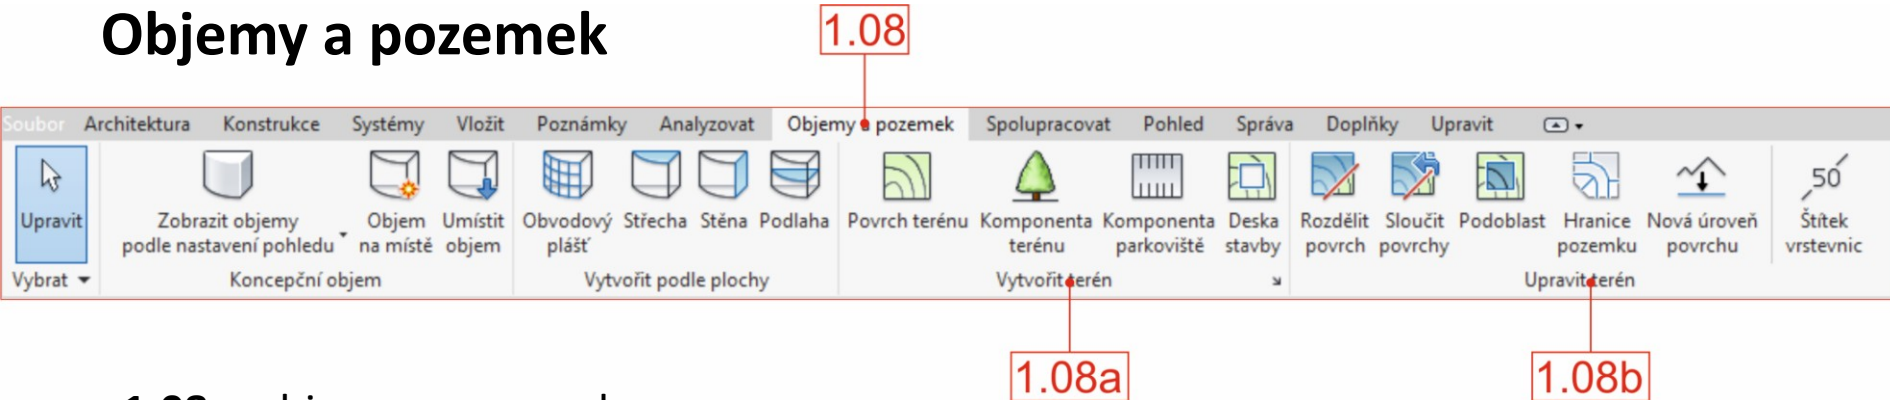 Objemy a pozemek
1.08
Soubor Architektura Konstrukce Systémy Vložit Poznámky Analyzovat Objemy a pozemek Spolupracovat Pohled Správa Doplňky Upravit
Upravit
Zobrazit objemy
podle nastavení pohledu
Objem
na místě
Umístit
objem
Obvodový
plášť
Střecha
Stěna
Podlaha
Povrch terénu
Komponenta
terénu
Komponenta
parkoviště
Deska
stavby
Rozdělit
povrch
Sloučit
povrchy
Podoblast
Hranice
pozemku
Nová úroveň
povrchu
50
Štítek
vrstevnic
Vybrat Koncepční objem Vytvořit podle plochy Vytvořit terén Upravit terén
1.08a
1.08b